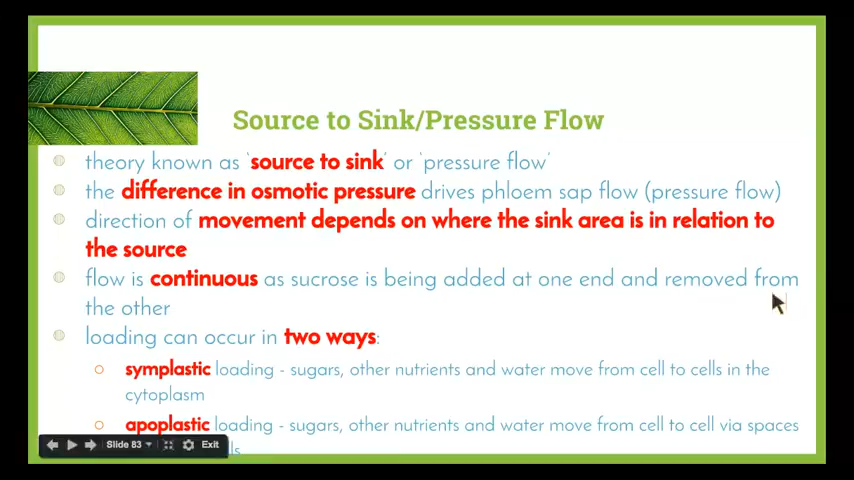 Source to Sink/Pressure Flow
theory known as 'source to sink' or 'pressure flow'
the difference in osmotic pressure drives phloem sap flow (pressure flow)
direction of movement depends on where the sink area is in relation to
the source
flow is continuous as sucrose is being added at one end and removed from
the other
loading can occur in two ways:
symplastic loading - sugars, other nutrients and water move from cell to cells in the
cytoplasm
apoplastic loading - sugars, other nutrients and water move from cell to cell via spaces
Slide 83 Exit